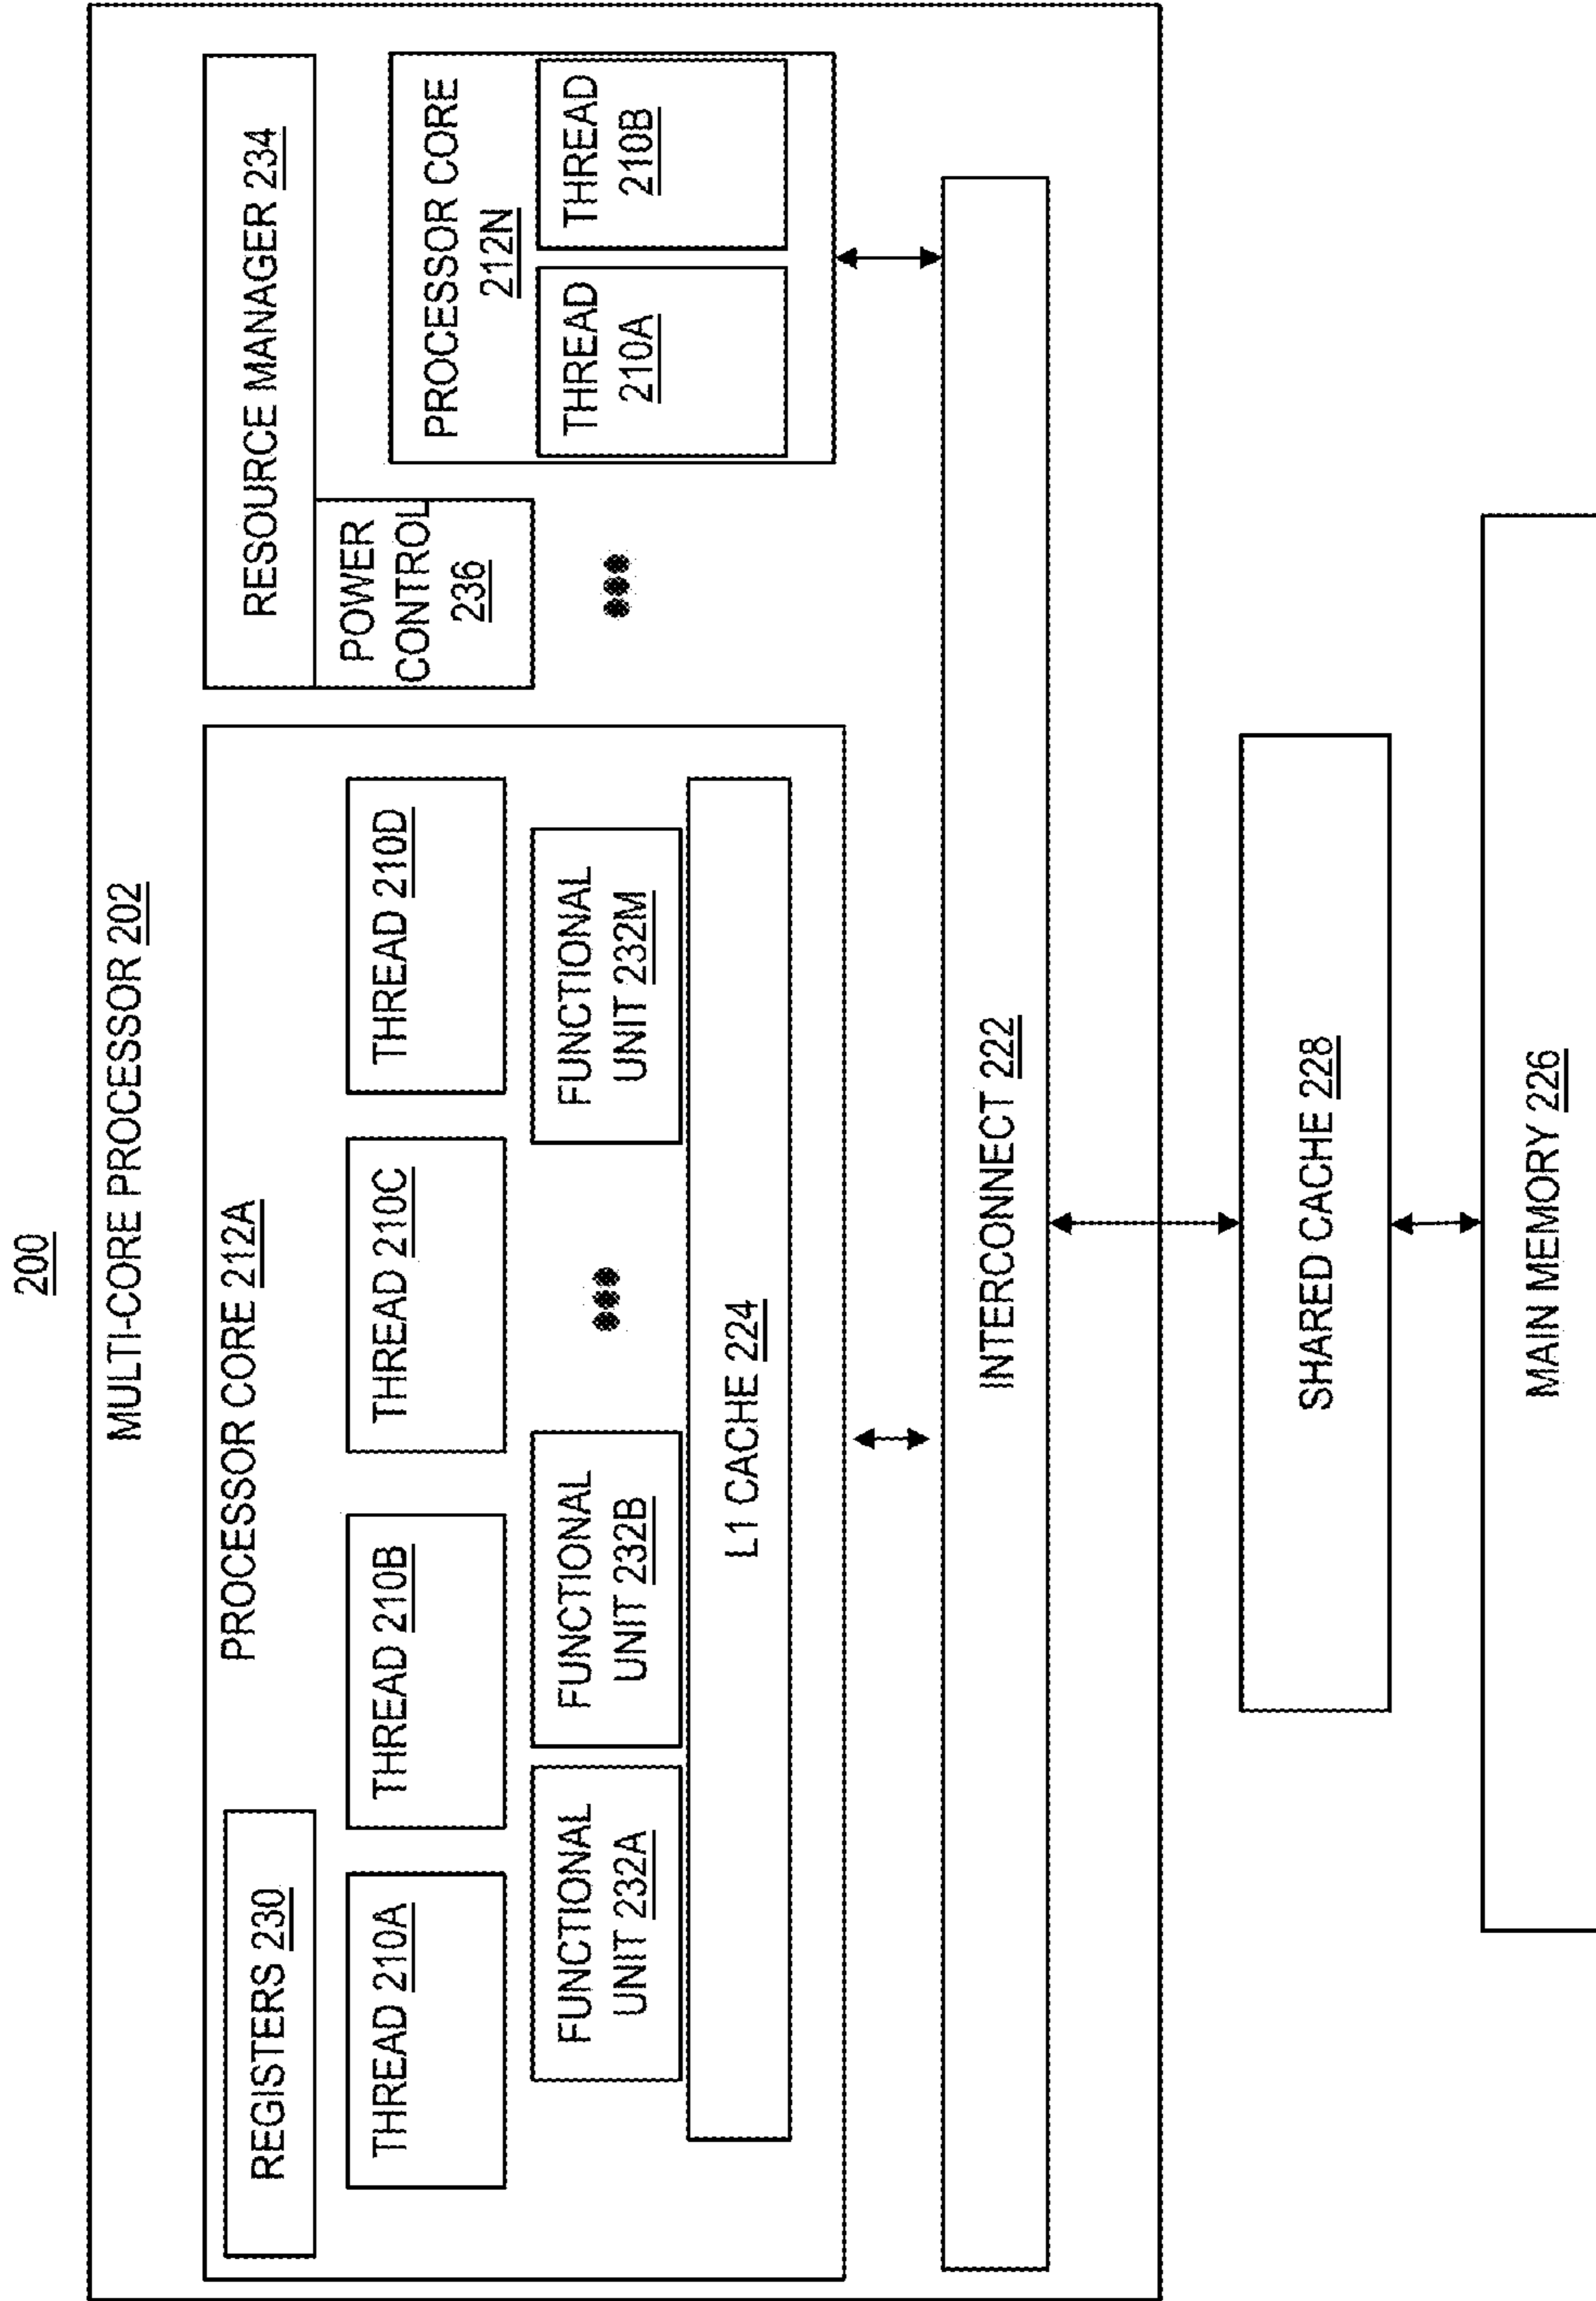 200
MULTI-CORE PROCESSOR 202
PROCESSOR CORE 212A
REGISTERS 230
THREAD 210A
THREAD 210B
THREAD 210C
THREAD 210D
FUNCTIONAL
UNIT 232A
FUNCTIONAL
UNIT 232B
FUNCTIONAL
UNIT 232M
L1 CACHE 224
RESOURCE MANAGER 234
POWER
CONTROL
236
PROCESSOR CORE
212N
THREAD
210A
THREAD
210B
INTERCONNECT 222
SHARED CACHE 228
MAIN MEMORY 226